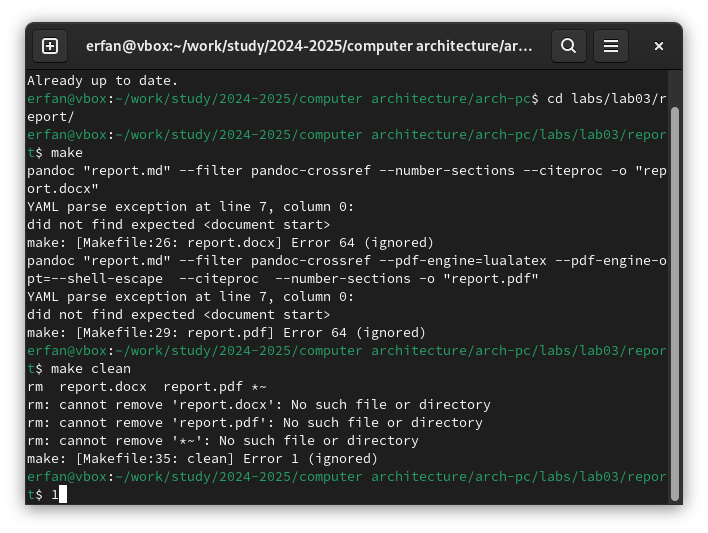 erfan@vbox:~/work/study/2024-2025/computer architecture/ar...
Already up to date.
erfan@vbox:~/work/study/2024-2025/computer architecture/arch-pc$ cd labs/lab03/r
eport/
erfan@vbox:~/work/study/2024-2025/computer architecture/arch-pc/labs/lab03/repor
t$ make
pandoc "report.md" --filter pandoc-crossref --number-sections --citeproc -o "rep
ort.docx"
YAML parse exception at line 7, column 0:
did not find expected <document start>
make: [Makefile:26: report.docx] Error 64 (ignored)
pandoc "report.md" --filter pandoc-crossref --pdf-engine=lualatex --pdf-engine-o
pt=--shell-escape  --citeproc  --number-sections -o "report.pdf"
YAML parse exception at line 7, column 0:
did not find expected <document start>
make: [Makefile:29: report.pdf] Error 64 (ignored)
erfan@vbox:~/work/study/2024-2025/computer architecture/arch-pc/labs/lab03/repor
t$ make clean
rm  report.docx  report.pdf *~
rm: cannot remove 'report.docx': No such file or directory
rm: cannot remove 'report.pdf': No such file or directory
rm: cannot remove '*~': No such file or directory
make: [Makefile:35: clean] Error 1 (ignored)
erfan@vbox:~/work/study/2024-2025/computer architecture/arch-pc/labs/lab03/repor
t$ 1